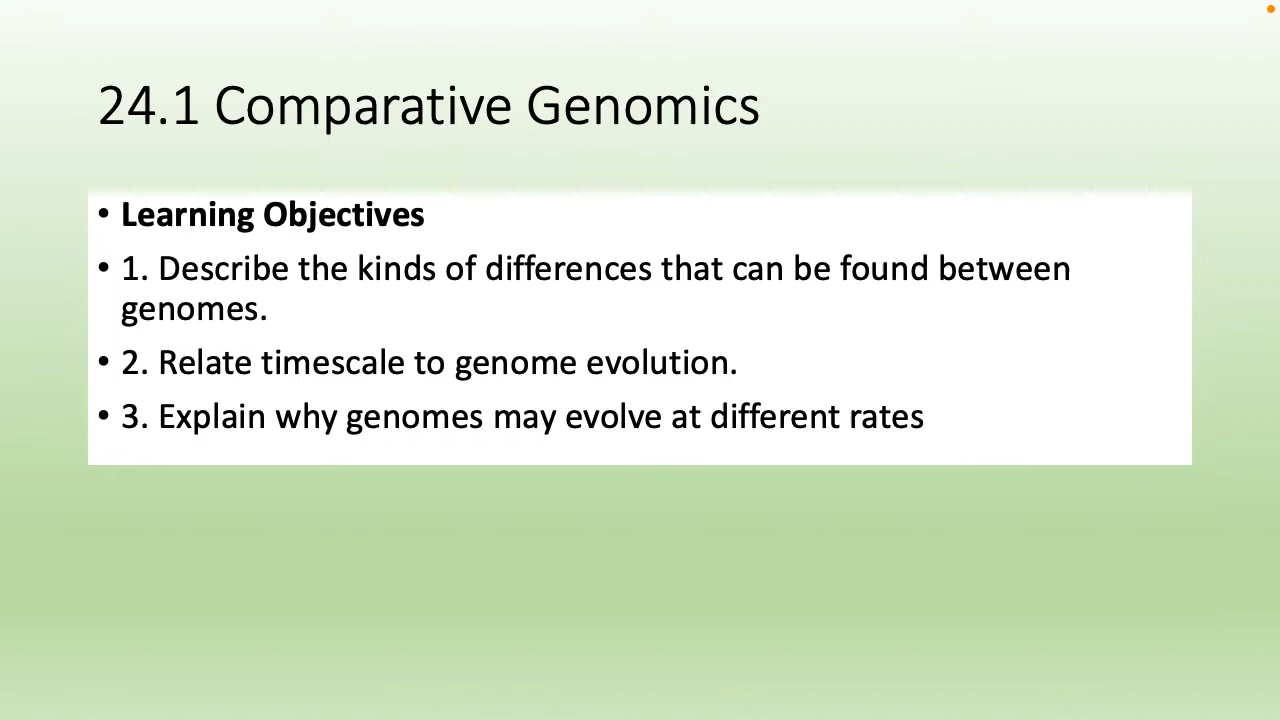 24.1 Comparative Genomics
• Learning Objectives
• 1. Describe the kinds of differences that can be found between
genomes.
• 2. Relate timescale to genome evolution.
• 3. Explain why genomes may evolve at different rates